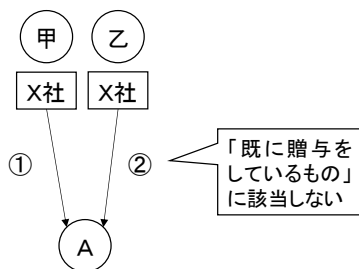 甲 乙
X社 X社
① ②
「既に贈与を
しているもの」
に該当しない
A